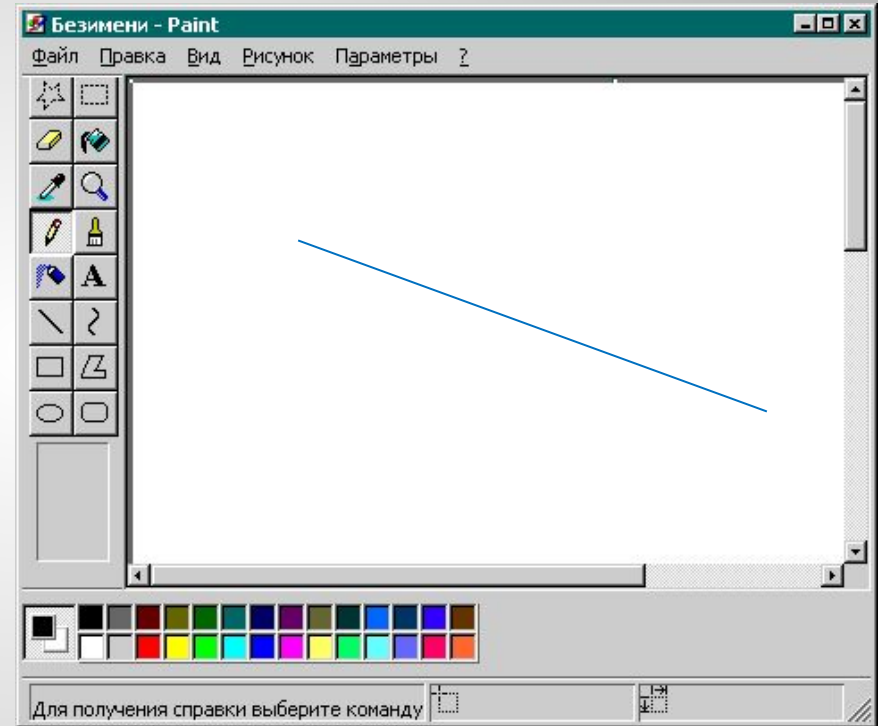 Безимени - Paint
Файл Правка Вид Рисунок Параметры ?
A
Для получения справки выберите команду